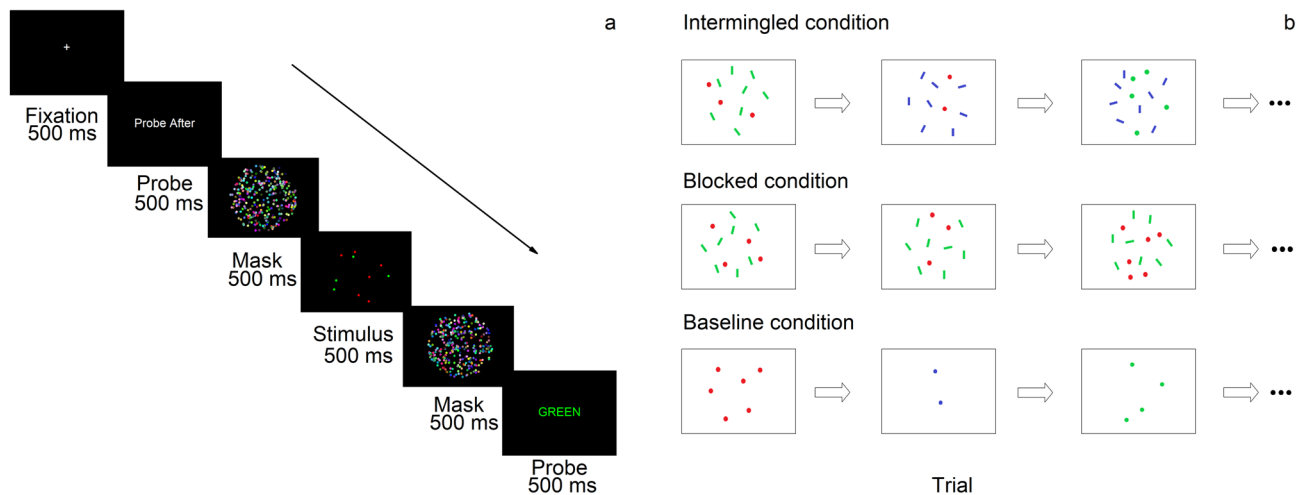 a
+
Fixation
500 ms
Probe After
Probe
500 ms
Mask
500 ms
Stimulus
500 ms
Mask
500 ms
GREEN
Probe
500 ms
b
Intermingled condition
•••
Blocked condition
•••
Baseline condition
•••
Trial